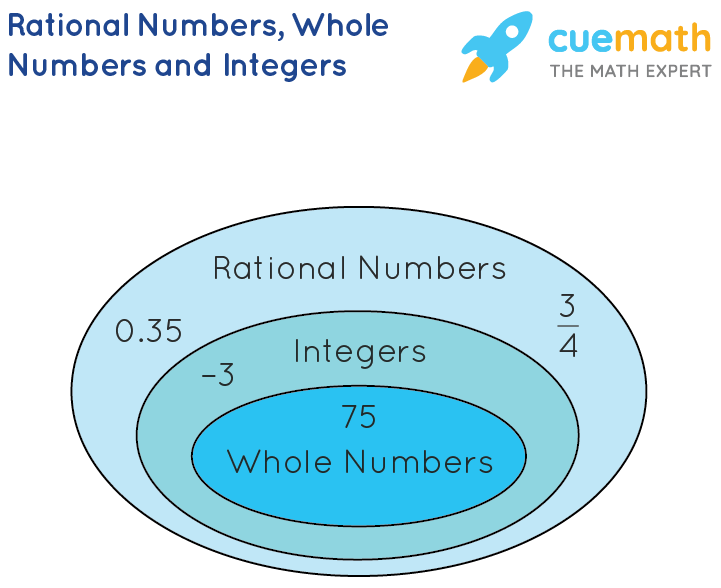 Rational Numbers, Whole
Numbers and Integers
cuemath
THE MATH EXPERT
Rational Numbers
0.35
3
4
Integers
–3
75
Whole Numbers